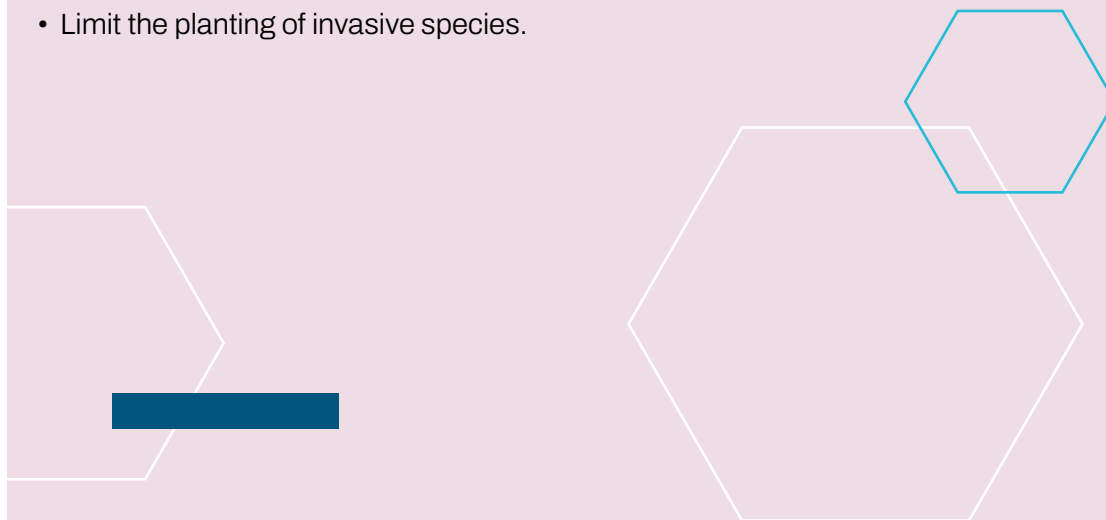 • Limit the planting of invasive species.